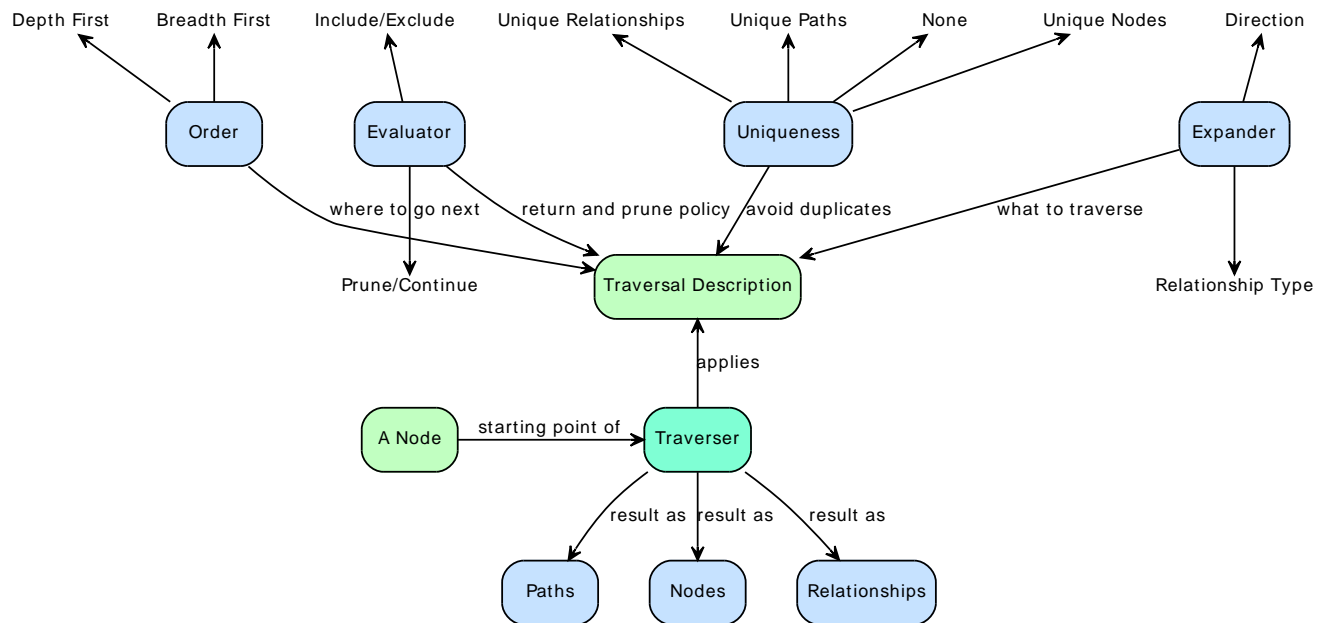 Depth First
Breadth First
Include/Exclude
Unique Relationships
Unique Paths
None
Unique Nodes
Direction
Order
Evaluator
Uniqueness
Expander
where to go next
return and prune policy
avoid duplicates
what to traverse
Prune/Continue
Traversal Description
Relationship Type
applies
A Node
starting point of
Traverser
result as
result as
result as
Paths
Nodes
Relationships